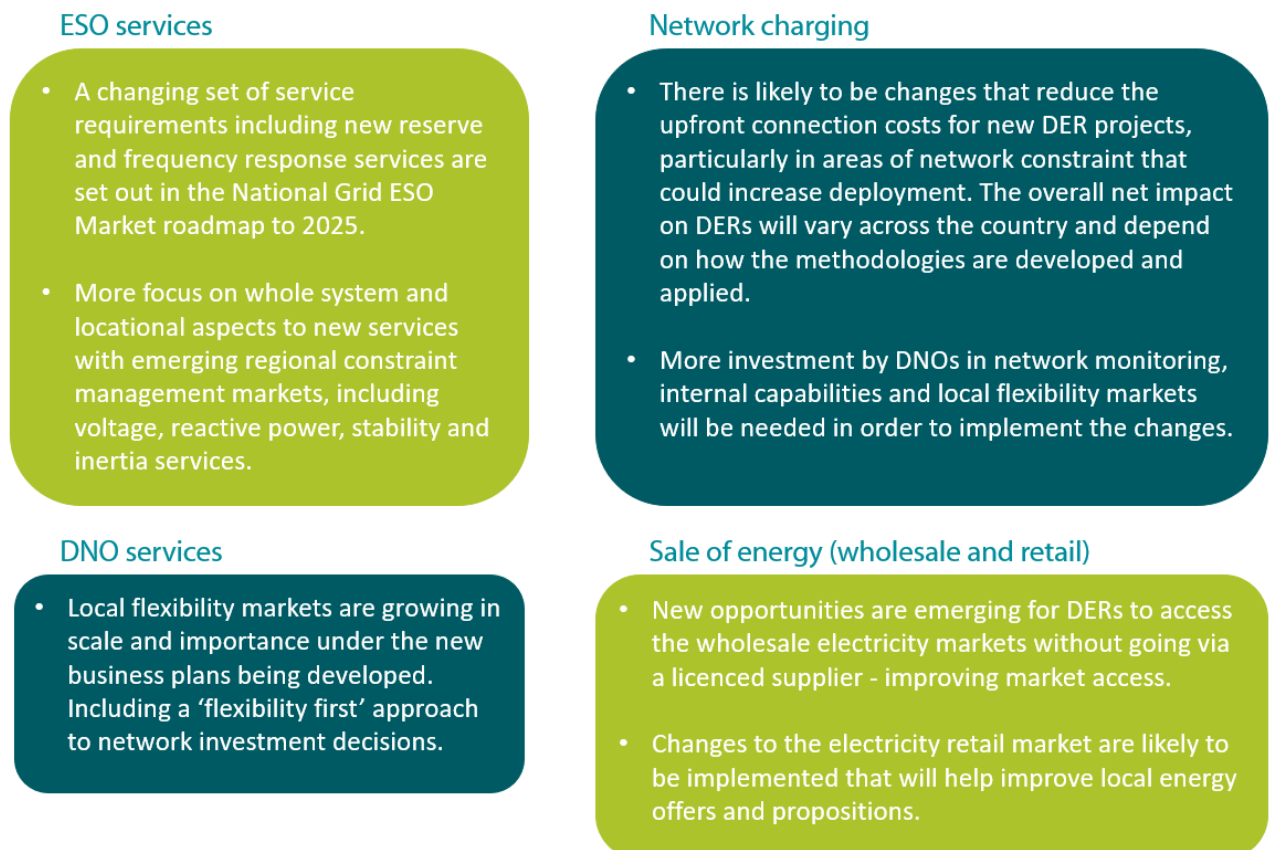 ESO services
• A changing set of service
requirements including new reserve
and frequency response services are
set out in the National Grid ESO
Market roadmap to 2025.
• More focus on whole system and
locational aspects to new services
with emerging regional constraint
management markets, including
voltage, reactive power, stability and
inertia services.
Network charging
• There is likely to be changes that reduce the
upfront connection costs for new DER projects,
particularly in areas of network constraint that
could increase deployment. The overall net impact
on DERs will vary across the country and depend
on how the methodologies are developed and
applied.
• More investment by DNOs in network monitoring,
internal capabilities and local flexibility markets
will be needed in order to implement the changes.
DNO services
• Local flexibility markets are growing in
scale and importance under the new
business plans being developed.
Including a ‘flexibility first’ approach
to network investment decisions.
Sale of energy (wholesale and retail)
• New opportunities are emerging for DERs to access
the wholesale electricity markets without going via
a licenced supplier - improving market access.
• Changes to the electricity retail market are likely to
be implemented that will help improve local energy
offers and propositions.